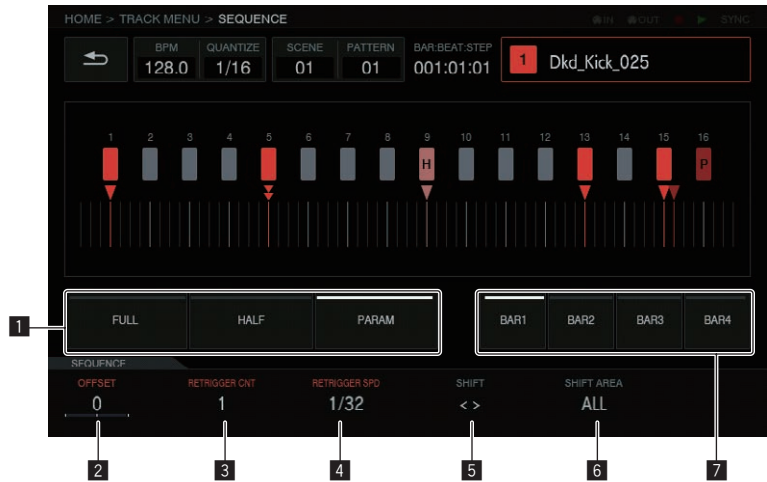 HOME > TRACK MENU > SEQUENCE
IN OUT SYNC
BPM QUANTIZE SCENE PATTERN BAR:BEAT:STEP
128.0 1/16 01 01 001:01:01 1 Dkd_Kick_025
1 2 3 4 5 6 7 8 9 10 11 12 13 14 15 16
H P
1 FULL HALF PARAM BAR1 BAR2 BAR3 BAR4
SEQUENCE
OFFSET RETRIGGER CNT RETRIGGER SPD SHIFT SHIFT AREA
0 1 1/32 < > ALL
2 3 4 5 6 7